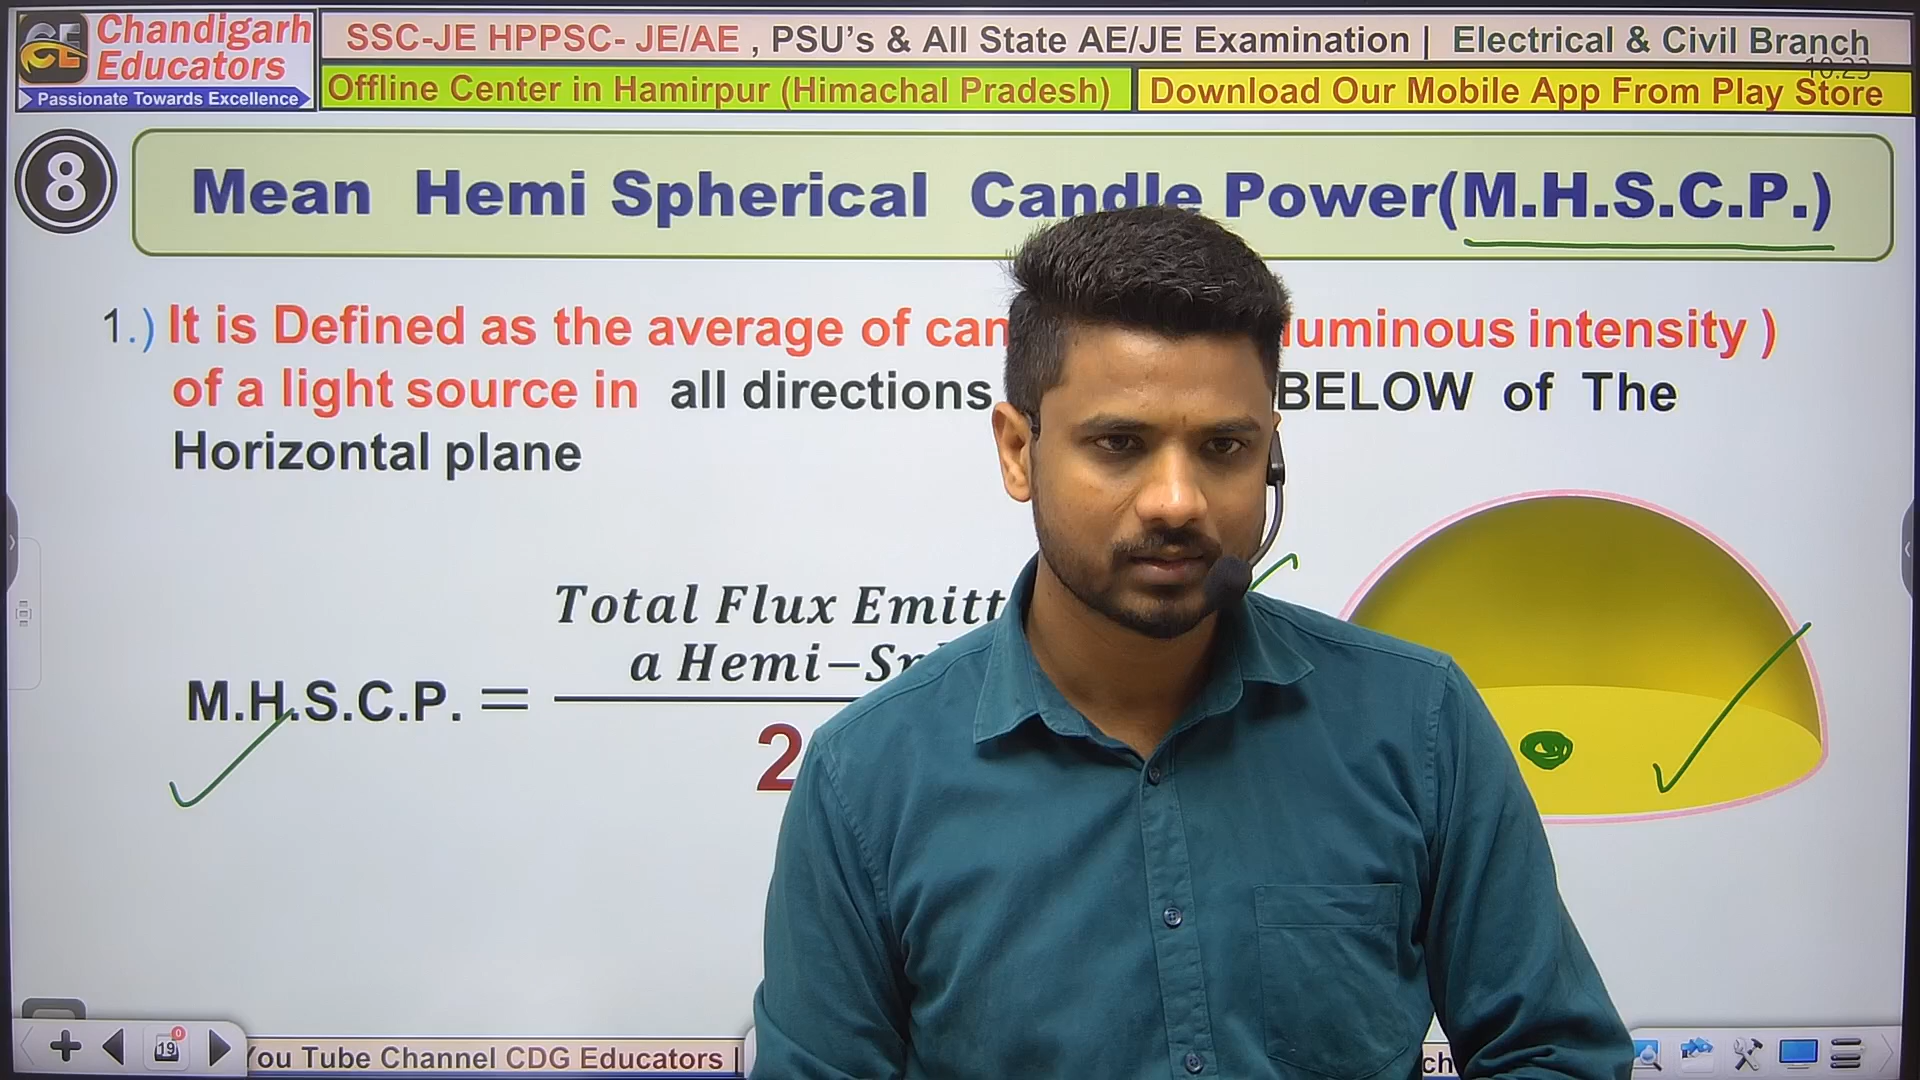 Chandigarh
Educators
Passionate Towards Excellence
SSC-JE HPPSC- JE/AE , PSU's & All State AE/JE Examination | Electrical & Civil Branch
Offline Center in Hamirpur (Himachal Pradesh)
Download Our Mobile App From Play Store
8
Mean Hemi Spherical Candle Power(M.H.S.C.P.)
1.) It is Defined as the average of can luminous intensity )
of a light source in all directions BELOW of The
Horizontal plane
Total Flux Emitt
a Hemi-Sp
M.H.S.C.P. =
2
19
0
You Tube Channel CDG Educators |